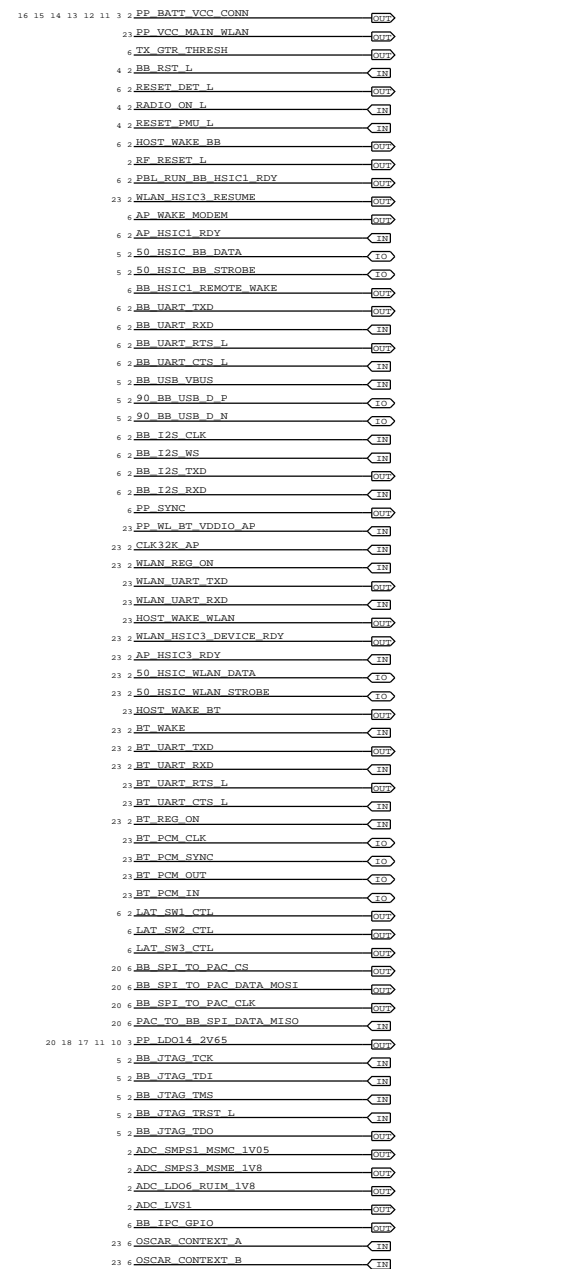 16 15 14 13 12 11 3 2 PP_BATT_VCC_CONN OUT
23 PP_VCC_MAIN_WLAN OUT
6 TX_GTR_THRESH OUT
4 2 BB_RST_L IN
6 2 RESET_DET_L OUT
4 2 RADIO_ON_L IN
4 2 RESET_PMU_L IN
6 2 HOST_WAKE_BB OUT
2 RF_RESET_L OUT
6 2 PBL_RUN_BB_HSIC1_RDY OUT
23 2 WLAN_HSIC3_RESUME OUT
6 AP_WAKE_MODEM OUT
6 2 AP_HSIC1_RDY IN
5 2 50_HSIC_BB_DATA IO
5 2 50_HSIC_BB_STROBE IO
6 BB_HSIC1_REMOTE_WAKE OUT
6 2 BB_UART_TXD OUT
6 2 BB_UART_RXD IN
6 2 BB_UART_RTS_L OUT
6 2 BB_UART_CTS_L IN
5 2 BB_USB_VBUS IN
5 2 90_BB_USB_D_P IO
5 2 90_BB_USB_D_N IO
6 2 BB_I2S_CLK IN
6 2 BB_I2S_WS IN
6 2 BB_I2S_TXD OUT
6 2 BB_I2S_RXD IN
6 PP_SYNC OUT
23 PP_WL_BT_VDDIO_AP IN
23 2 CLK32K_AP IN
23 2 WLAN_REG_ON IN
23 WLAN_UART_TXD OUT
23 WLAN_UART_RXD IN
23 HOST_WAKE_WLAN OUT
23 2 WLAN_HSIC3_DEVICE_RDY OUT
23 2 AP_HSIC3_RDY IN
23 2 50_HSIC_WLAN_DATA IO
23 2 50_HSIC_WLAN_STROBE IO
23 HOST_WAKE_BT OUT
23 2 BT_WAKE IN
23 2 BT_UART_TXD OUT
23 2 BT_UART_RXD IN
23 BT_UART_RTS_L OUT
23 BT_UART_CTS_L IN
23 2 BT_REG_ON IN
23 BT_PCM_CLK IO
23 BT_PCM_SYNC IO
23 BT_PCM_OUT IO
23 BT_PCM_IN IO
6 2 LAT_SW1_CTL OUT
6 LAT_SW2_CTL OUT
6 LAT_SW3_CTL OUT
20 6 BB_SPI_TO_PAC_CS OUT
20 6 BB_SPI_TO_PAC_DATA_MOSI OUT
20 6 BB_SPI_TO_PAC_CLK OUT
20 6 PAC_TO_BB_SPI_DATA_MISO IN
20 18 17 11 10 3 PP_LDO14_2V65 OUT
5 2 BB_JTAG_TCK IN
5 2 BB_JTAG_TDI IN
5 2 BB_JTAG_TMS IN
5 2 BB_JTAG_TRST_L IN
5 2 BB_JTAG_TDO OUT
2 ADC_SMPS1_MSMC_1V05 OUT
2 ADC_SMPS3_MSME_1V8 OUT
2 ADC_LDO6_RUIM_1V8 OUT
2 ADC_LVS1 OUT
6 BB_IPC_GPIO OUT
23 6 OSCAR_CONTEXT_A IN
23 6 OSCAR_CONTEXT_B IN